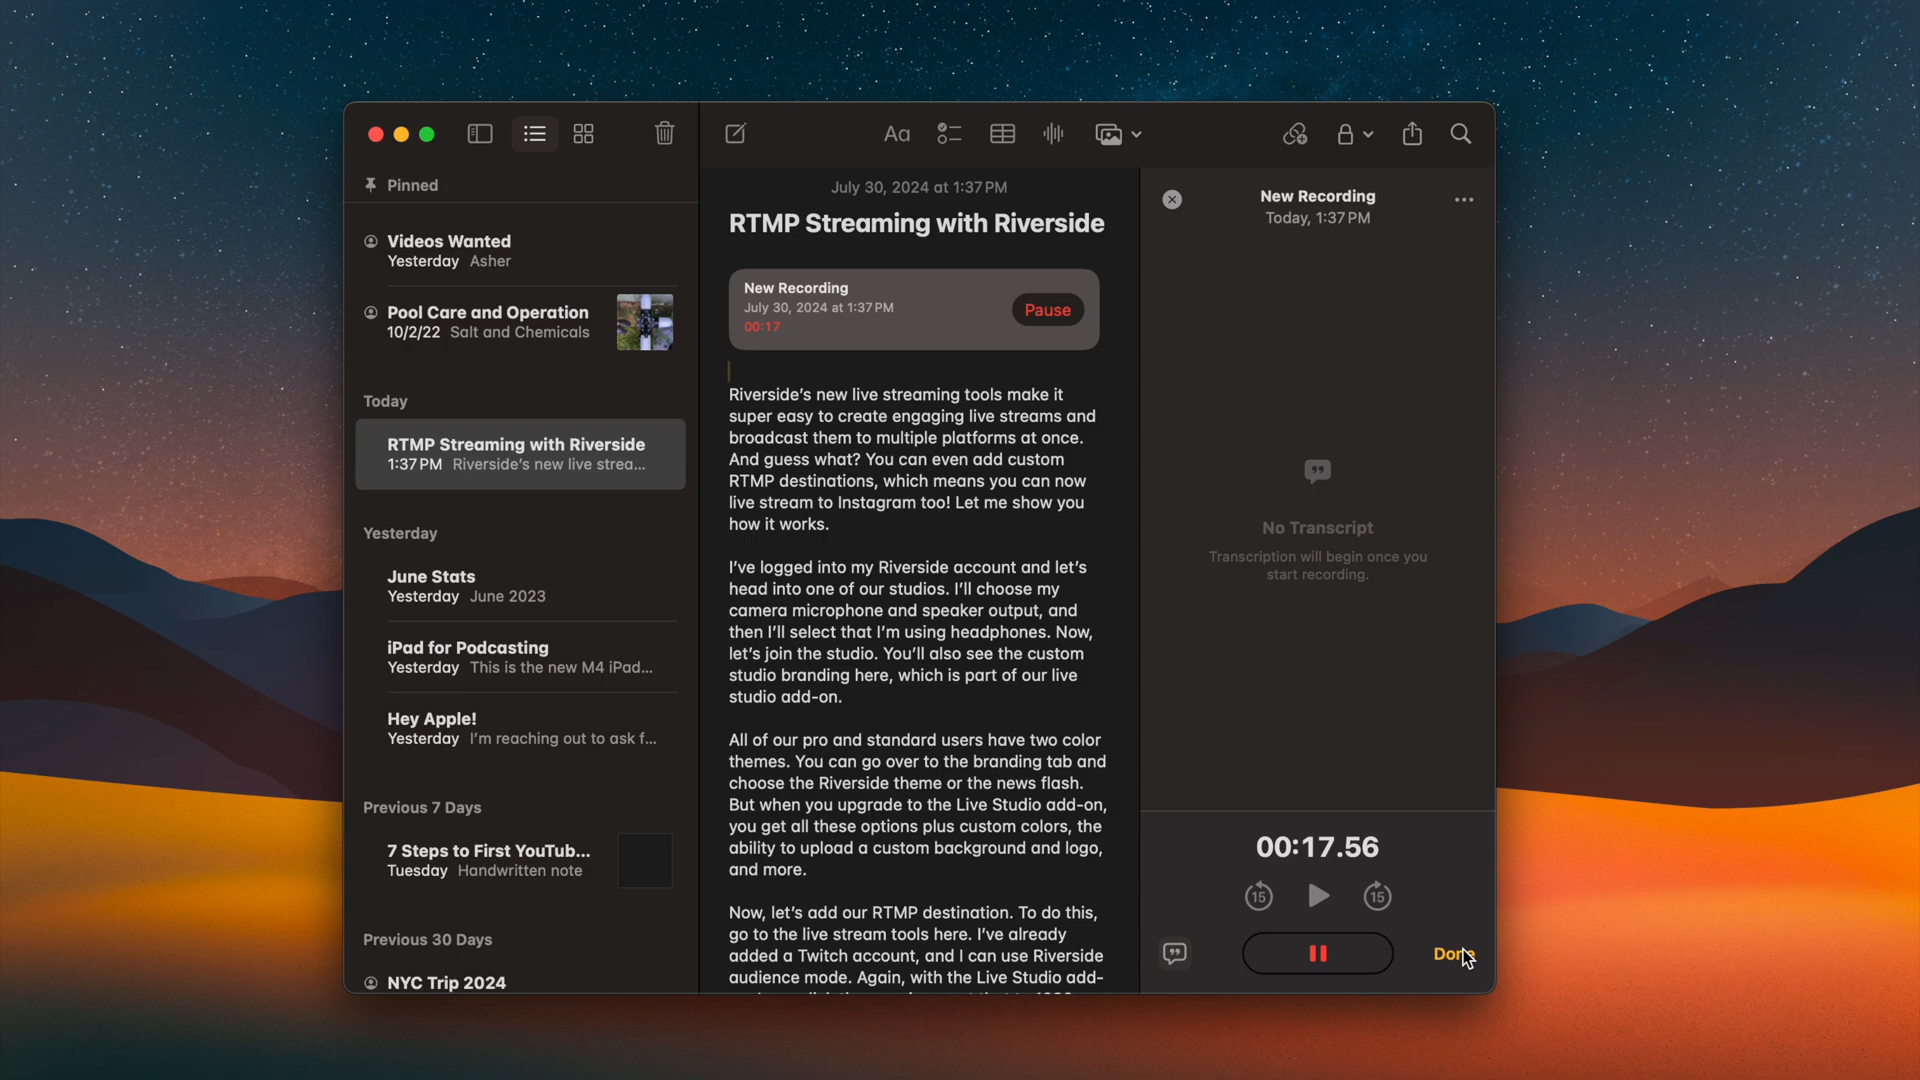 Pinned
Videos Wanted
Yesterday Asher
Pool Care and Operation
10/2/22 Salt and Chemicals
Today
RTMP Streaming with Riverside
1:37 PM Riverside's new live strea...
Yesterday
June Stats
Yesterday June 2023
iPad for Podcasting
Yesterday This is the new M4 iPad...
Hey Apple!
Yesterday I'm reaching out to ask f...
Previous 7 Days
7 Steps to First YouTub...
Tuesday Handwritten note
Previous 30 Days
NYC Trip 2024
Aa
July 30, 2024 at 1:37 PM
RTMP Streaming with Riverside
New Recording
July 30, 2024 at 1:37 PM
00:17
Pause
Riverside's new live streaming tools make it
super easy to create engaging live streams and
broadcast them to multiple platforms at once.
And guess what? You can even add custom
RTMP destinations, which means you can now
live stream to Instagram too! Let me show you
how it works.
I've logged into my Riverside account and let's
head into one of our studios. I'll choose my
camera microphone and speaker output, and
then I'll select that I'm using headphones. Now,
let's join the studio. You'll also see the custom
studio branding here, which is part of our live
studio add-on.
All of our pro and standard users have two color
themes. You can go over to the branding tab and
choose the Riverside theme or the news flash.
But when you upgrade to the Live Studio add-on,
you get all these options plus custom colors, the
ability to upload a custom background and logo,
and more.
Now, let's add our RTMP destination. To do this,
go to the live stream tools here. I've already
added a Twitch account, and I can use Riverside
audience mode. Again, with the Live Studio add-
New Recording
Today, 1:37 PM
No Transcript
Transcription will begin once you
start recording.
00:17.56
15
15
Done